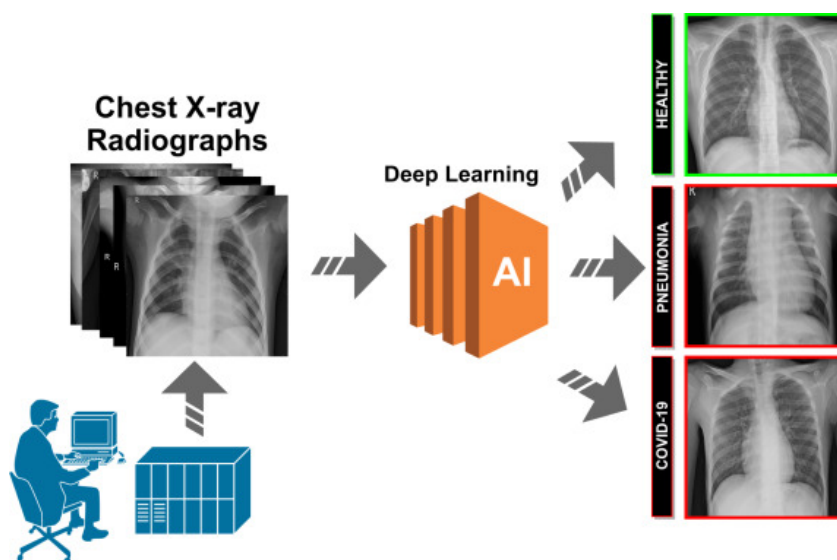 Chest X-ray
Radiographs
R
R
R
R
Deep Learning
AI
HEALTHY
R
PNEUMONIA
COVID-19